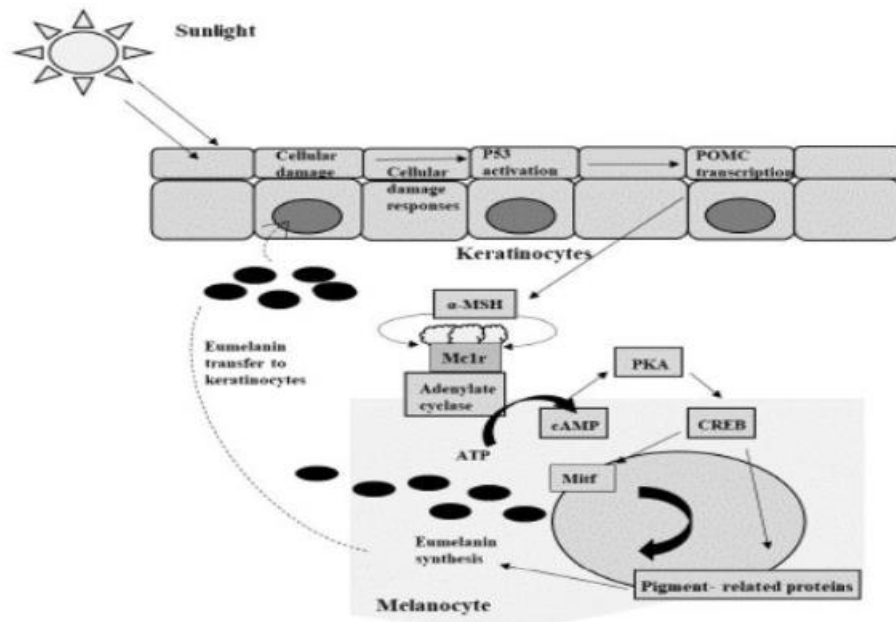 Sunlight
Cellular
damage
Cellular
damage
responses
P53
activation
POMC
transcription
Keratinocytes
α-MSH
Mc1r
Adenylate
cyclase
Eumelanin
transfer to
keratinocytes
PKA
cAMP
CREB
ATP
Mitf
Eumelanin
synthesis
Pigment- related proteins
Melanocyte